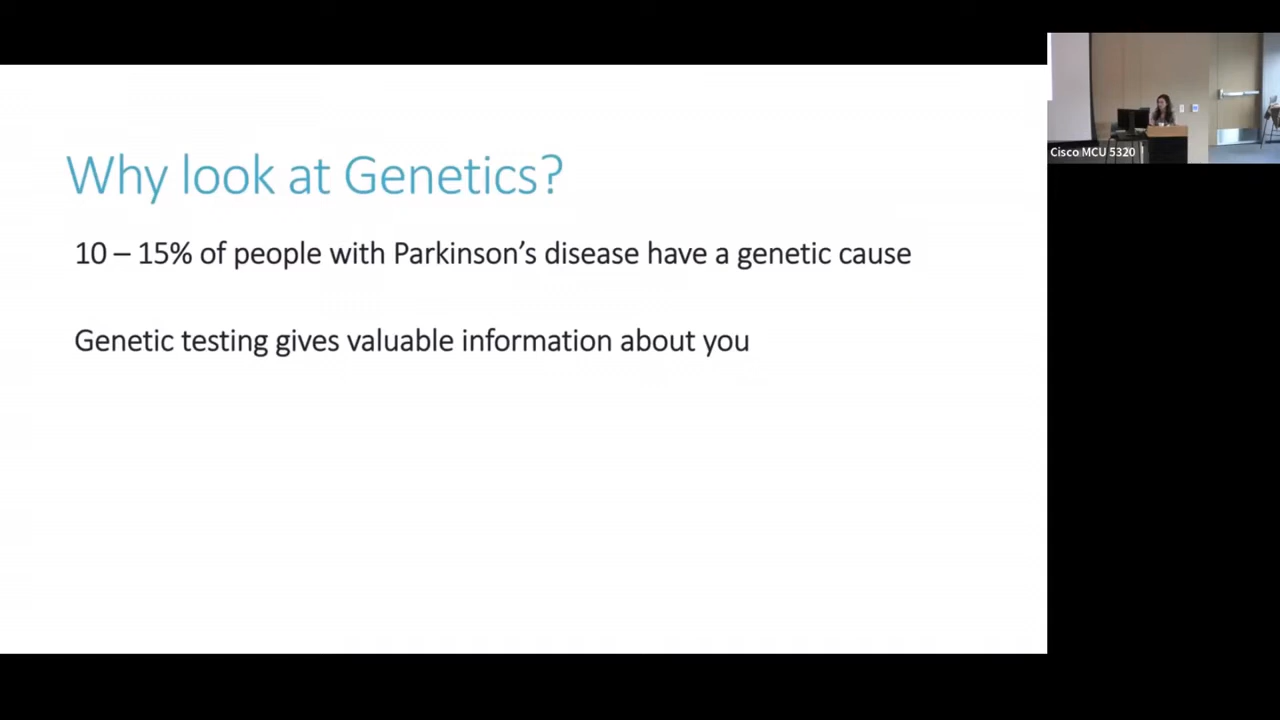 Why look at Genetics?
10 – 15% of people with Parkinson’s disease have a genetic cause
Genetic testing gives valuable information about you
Cisco MCU 5320